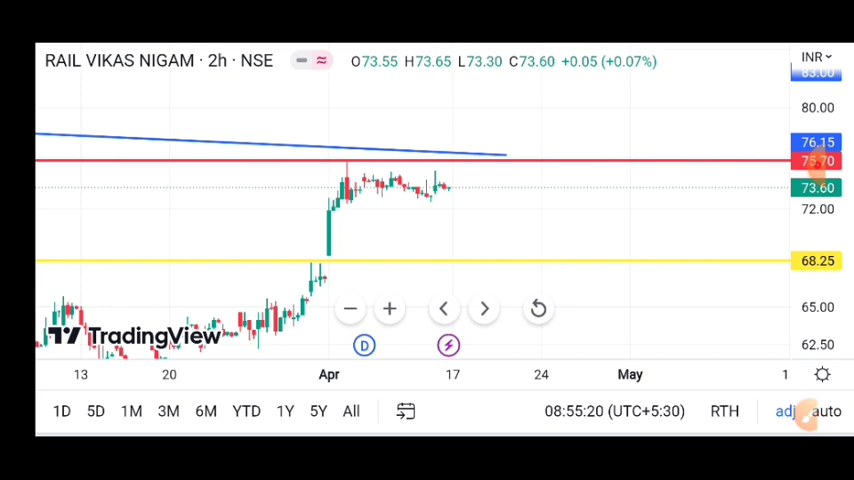 RAIL VIKAS NIGAM · 2h · NSE O73.55 H73.65 L73.30 C73.60 +0.05 (+0.07%) INR
83.00
80.00
76.15
75.70
73.60
72.00
68.25
65.00
TradingView
62.50
D
13 20 Apr 17 24 May 1
1D 5D 1M 3M 6M YTD 1Y 5Y All 08:55:20 (UTC+5:30) RTH adj auto